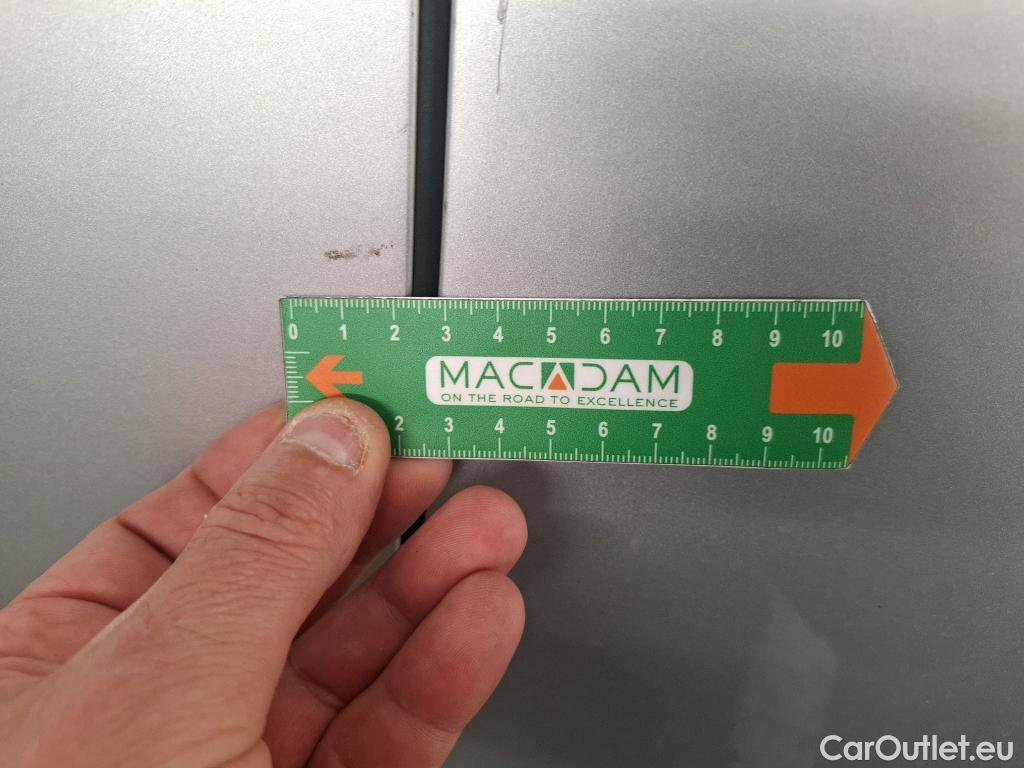 0 1 2 3 4 5 6 7 8 9 10
MACADAM
ON THE ROAD TO EXCELLENCE
2 3 4 5 6 7 8 9 10
CarOutlet.eu